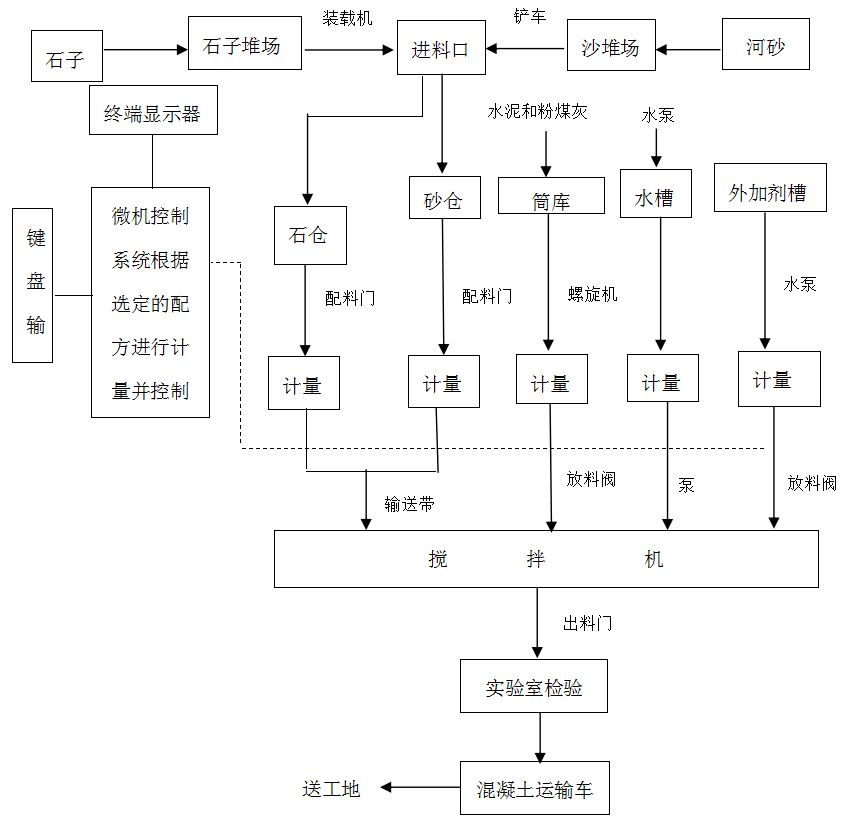 装载机
铲车
石子
石子堆场
进料口
沙堆场
河砂
终端显示器
水泥和粉煤灰
水泵
微机控制
系统根据
选定的配
方进行计
量并控制
键
盘
输
石仓
砂仓
筒库
水槽
外加剂槽
配料门
配料门
螺旋机
水泵
计量
计量
计量
计量
计量
输送带
放料阀
泵
放料阀
搅 拌 机
出料门
实验室检验
送工地
混凝土运输车